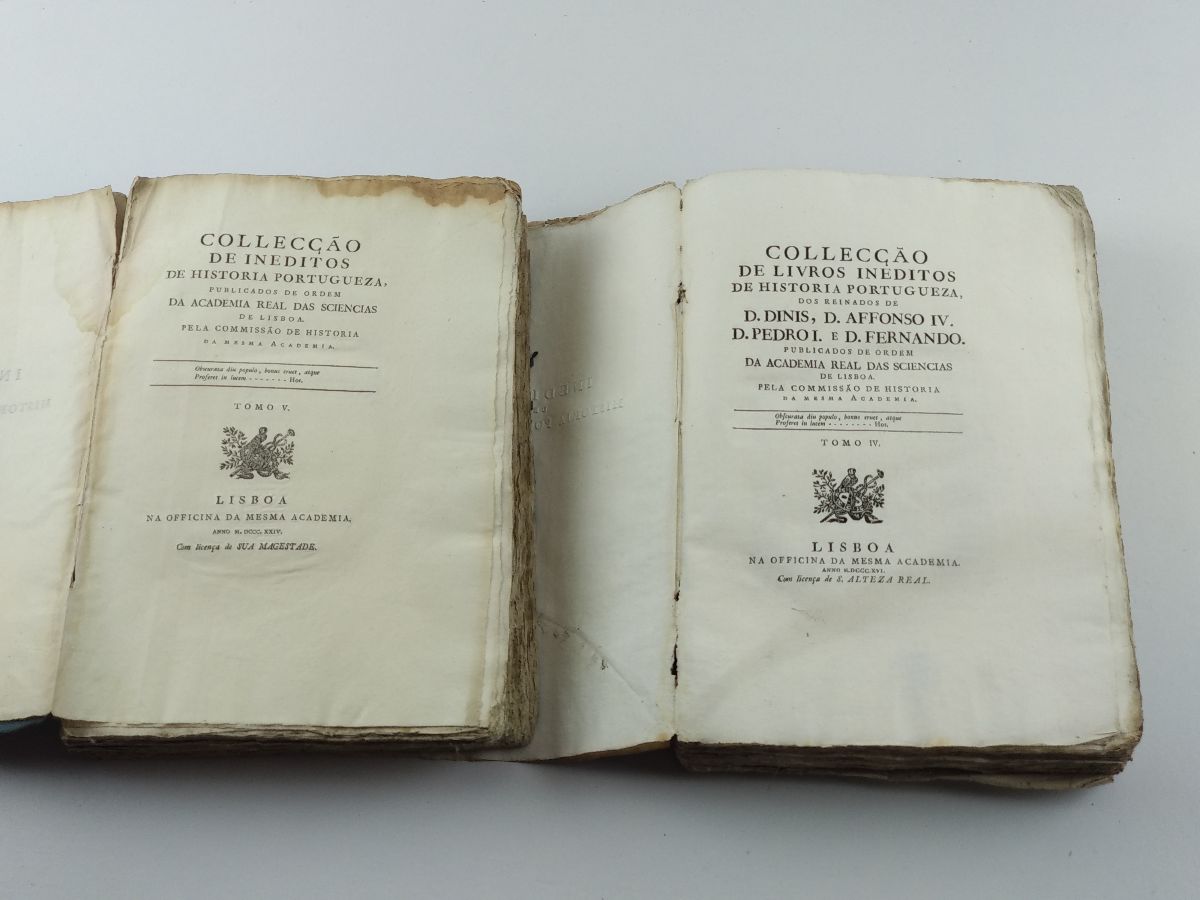 COLLECÇÃO
DE INEDITOS
DE HISTORIA PORTUGUEZA,
PUBLICADOS DE ORDEM
DA ACADEMIA REAL DAS SCIENCIAS
DE LISBOA.
PELA COMMISSÃO DE HISTORIA
DA MESMA ACADEMIA.
Obscurata diu populo, bonus eruet, atque
Proferet in lucem - - - - - - - Hor.
TOMO V.
LISBOA
NA OFFICINA DA MESMA ACADEMIA,
ANNO M. DCCC. XXIV.
Com licença de SUA MAGESTADE.
COLLECÇÃO
DE LIVROS INEDITOS
DE HISTORIA PORTUGUEZA,
DOS REINADOS DE
D. DINIS, D. AFFONSO IV.
D. PEDRO I. E D. FERNANDO.
PUBLICADOS DE ORDEM
DA ACADEMIA REAL DAS SCIENCIAS
DE LISBOA.
PELA COMMISSÃO DE HISTORIA
DA MESMA ACADEMIA.
Obscurata diu populo, bonus eruet, atque
Proferet in lucem - - - - - - - - Hor.
TOMO IV.
LISBOA
NA OFFICINA DA MESMA ACADEMIA.
ANNO M.DCCC.XVI.
Com licença de S. ALTEZA REAL.